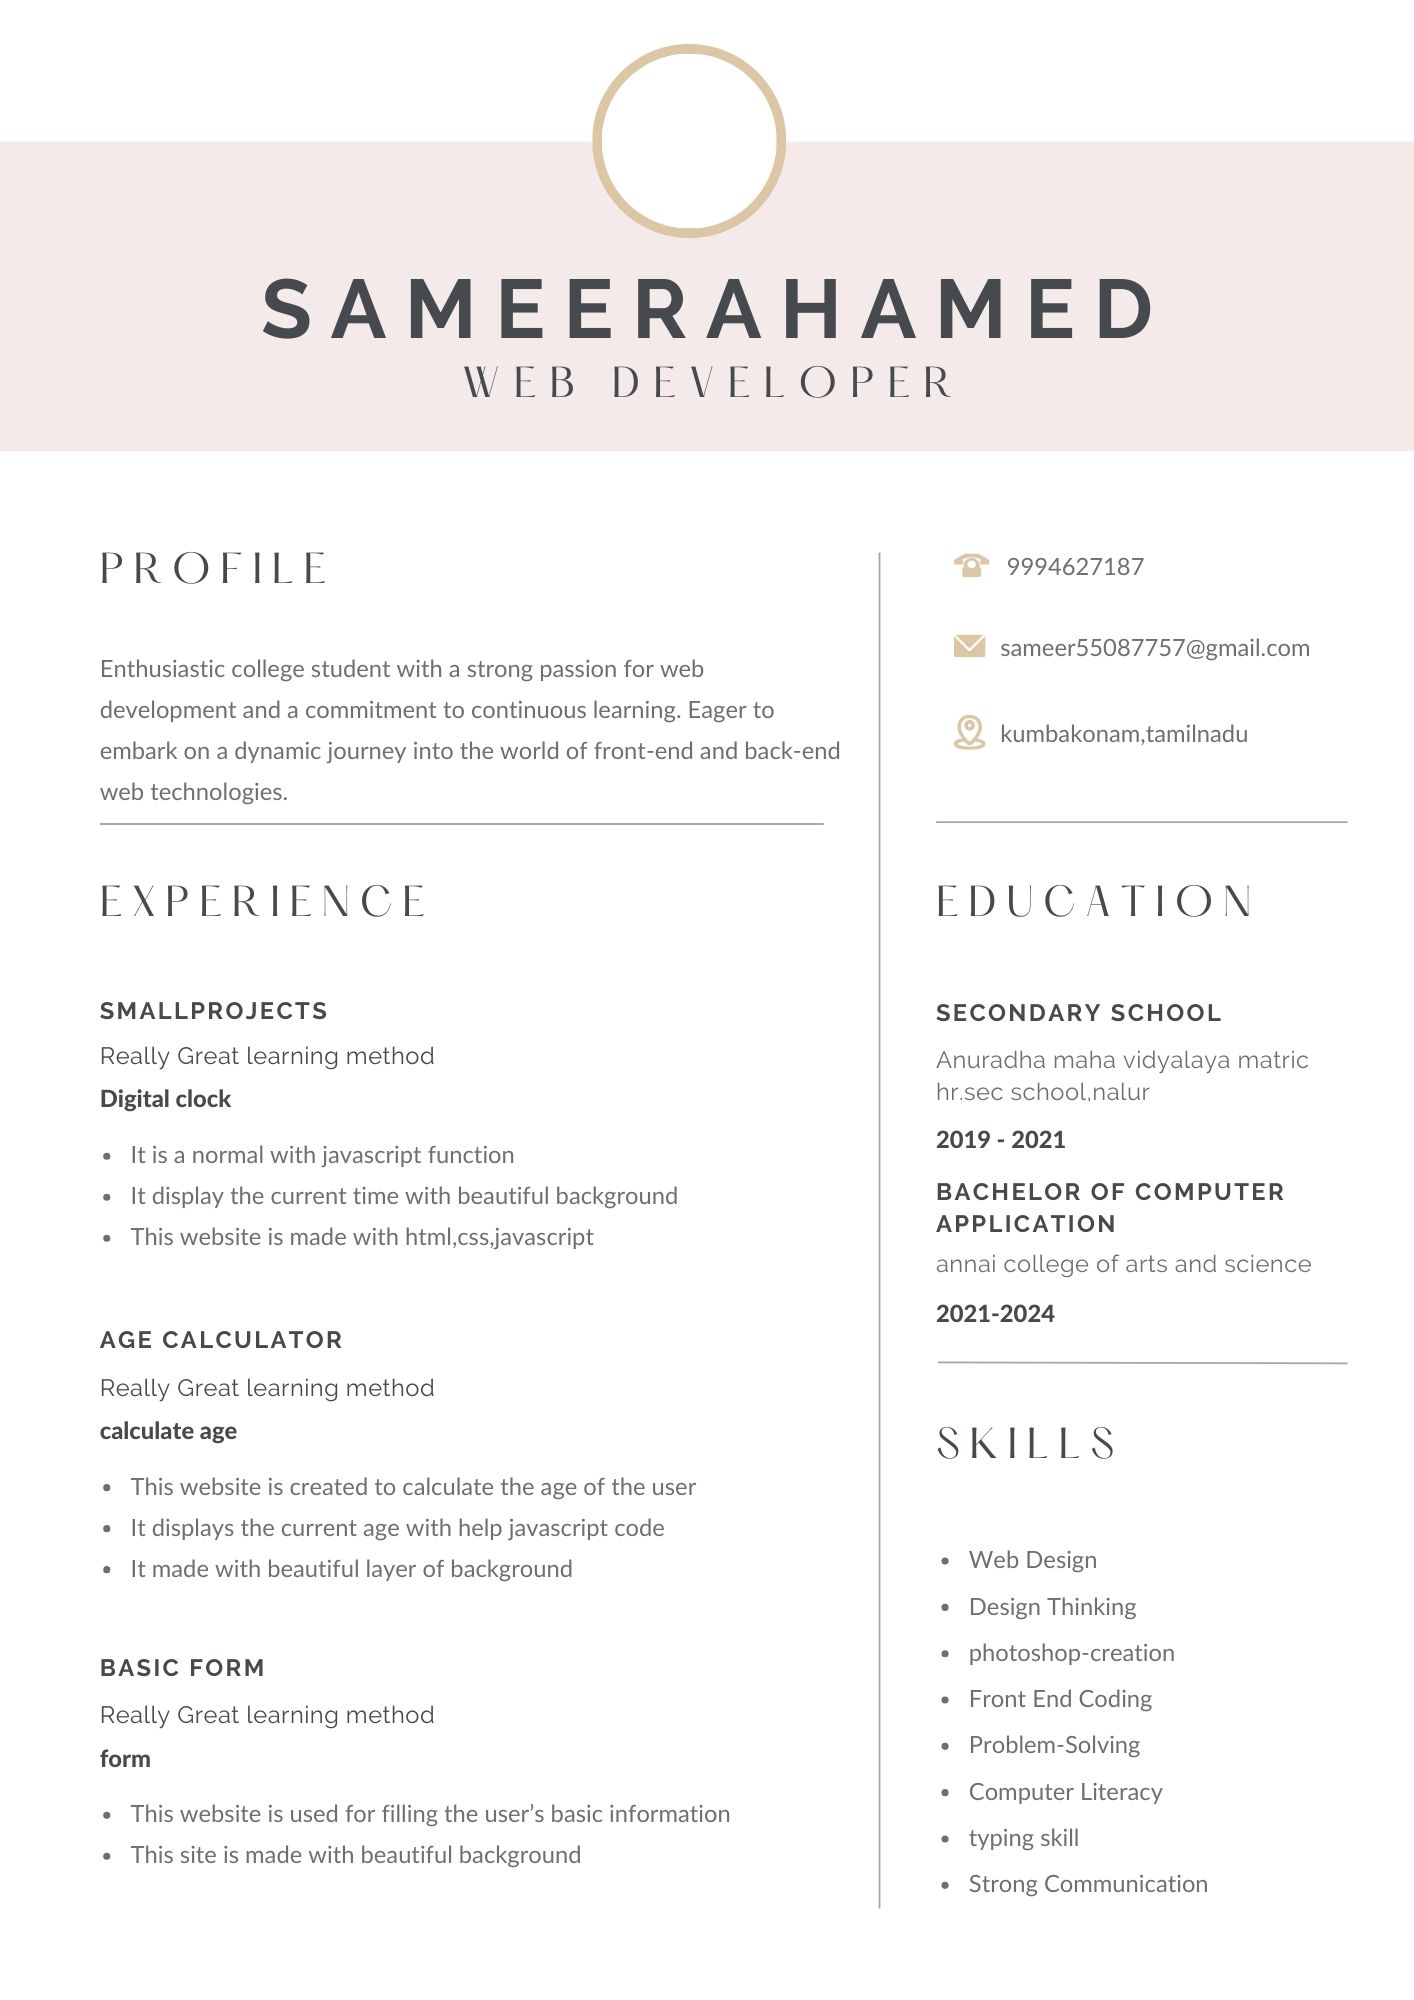 SAMEERAHAMED
WEB DEVELOPER
PROFILE
Enthusiastic college student with a strong passion for web
development and a commitment to continuous learning. Eager to
embark on a dynamic journey into the world of front-end and back-end
web technologies.
EXPERIENCE
SMALLPROJECTS
Really Great learning method
Digital clock
• It is a normal with javascript function
• It display the current time with beautiful background
• This website is made with html,css,javascript
AGE CALCULATOR
Really Great learning method
calculate age
• This website is created to calculate the age of the user
• It displays the current age with help javascript code
• It made with beautiful layer of background
BASIC FORM
Really Great learning method
form
• This website is used for filling the user’s basic information
• This site is made with beautiful background
9994627187
sameer55087757@gmail.com
kumbakonam,tamilnadu
EDUCATION
SECONDARY SCHOOL
Anuradha maha vidyalaya matric
hr.sec school,nalur
2019 - 2021
BACHELOR OF COMPUTER
APPLICATION
annai college of arts and science
2021-2024
SKILLS
• Web Design
• Design Thinking
• photoshop-creation
• Front End Coding
• Problem-Solving
• Computer Literacy
• typing skill
• Strong Communication